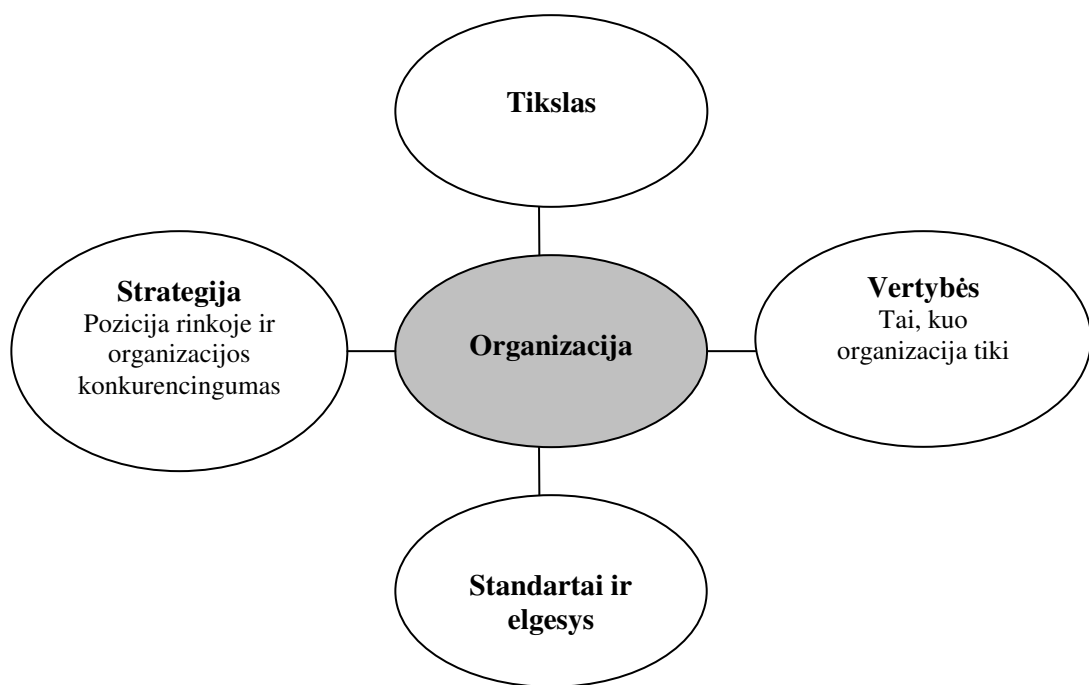 Tikslas
Strategija
Pozicija rinkoje ir
organizacijos
konkurencingumas
Organizacija
Vertybės
Tai, kuo
organizacija tiki
Standartai ir
elgesys